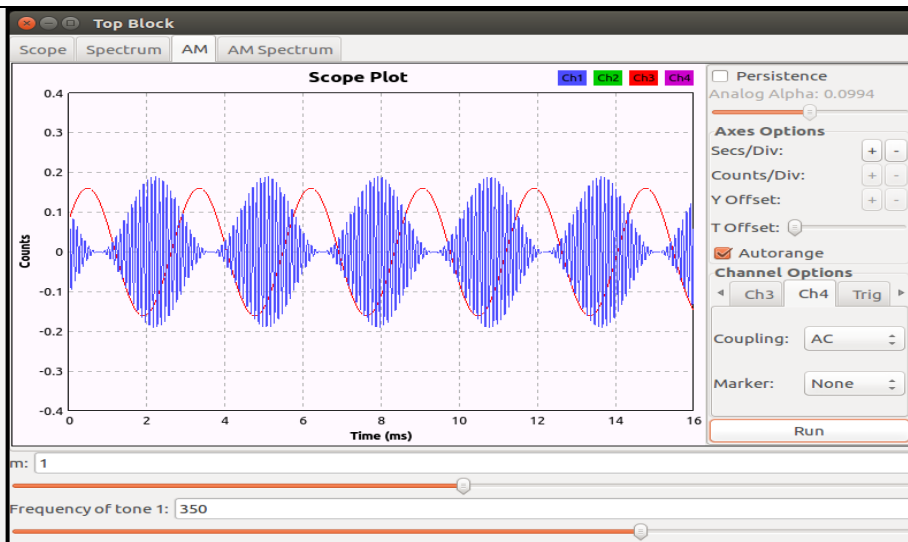 Top Block
Scope Spectrum AM AM Spectrum
Scope Plot
Ch1 Ch2 Ch3 Ch4
0.4
0.3
0.2
0.1
0
-0.1
-0.2
-0.3
-0.4
Counts
0 2 4 6 8 10 12 14 16
Time (ms)
Persistence
Analog Alpha: 0.0994
Axes Options
Secs/Div: + -
Counts/Div: + -
Y Offset: + -
T Offset:
Autorange
Channel Options
Ch3 Ch4 Trig
Coupling: AC
Marker: None
Run
m: 1
Frequency of tone 1: 350